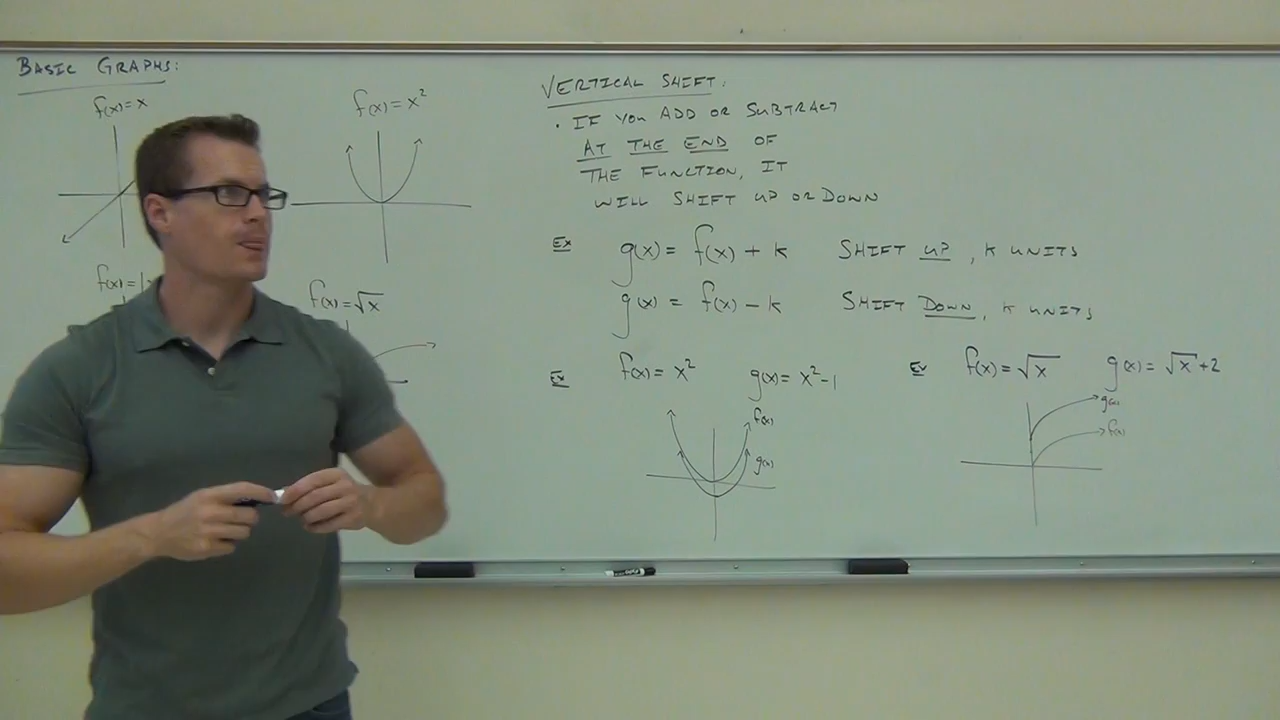 BASIC GRAPHS:
f(x) = x
f(x) = x²
f(x) =
f(x) = √x
VERTICAL SHIFT:
• IF YOU ADD OR SUBTRACT
AT THE END OF
THE FUNCTION, IT
WILL SHIFT UP OR DOWN
Ex g(x) = f(x) + k SHIFT UP, K UNITS
g(x) = f(x) – k SHIFT DOWN, K UNITS
Ex f(x) = x² g(x) = x² – 1
f(x)
g(x)
Ex f(x) = √x g(x) = √x + 2
g(x)
f(x)